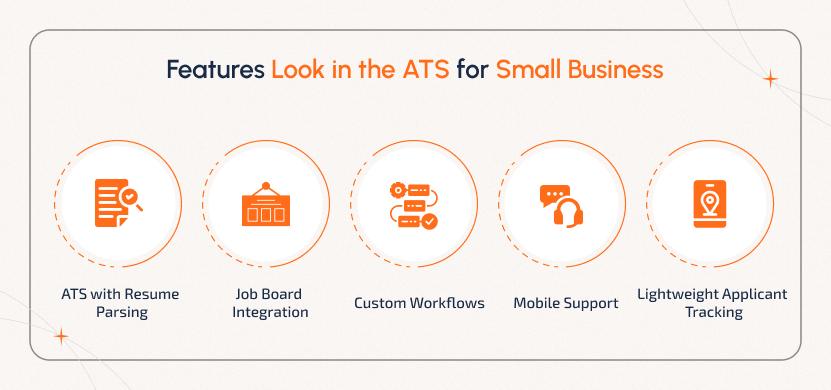 Features Look in the ATS for Small Business
ATS with Resume
Parsing
Job Board
Integration
Custom Workflows
Mobile Support
Lightweight Applicant
Tracking